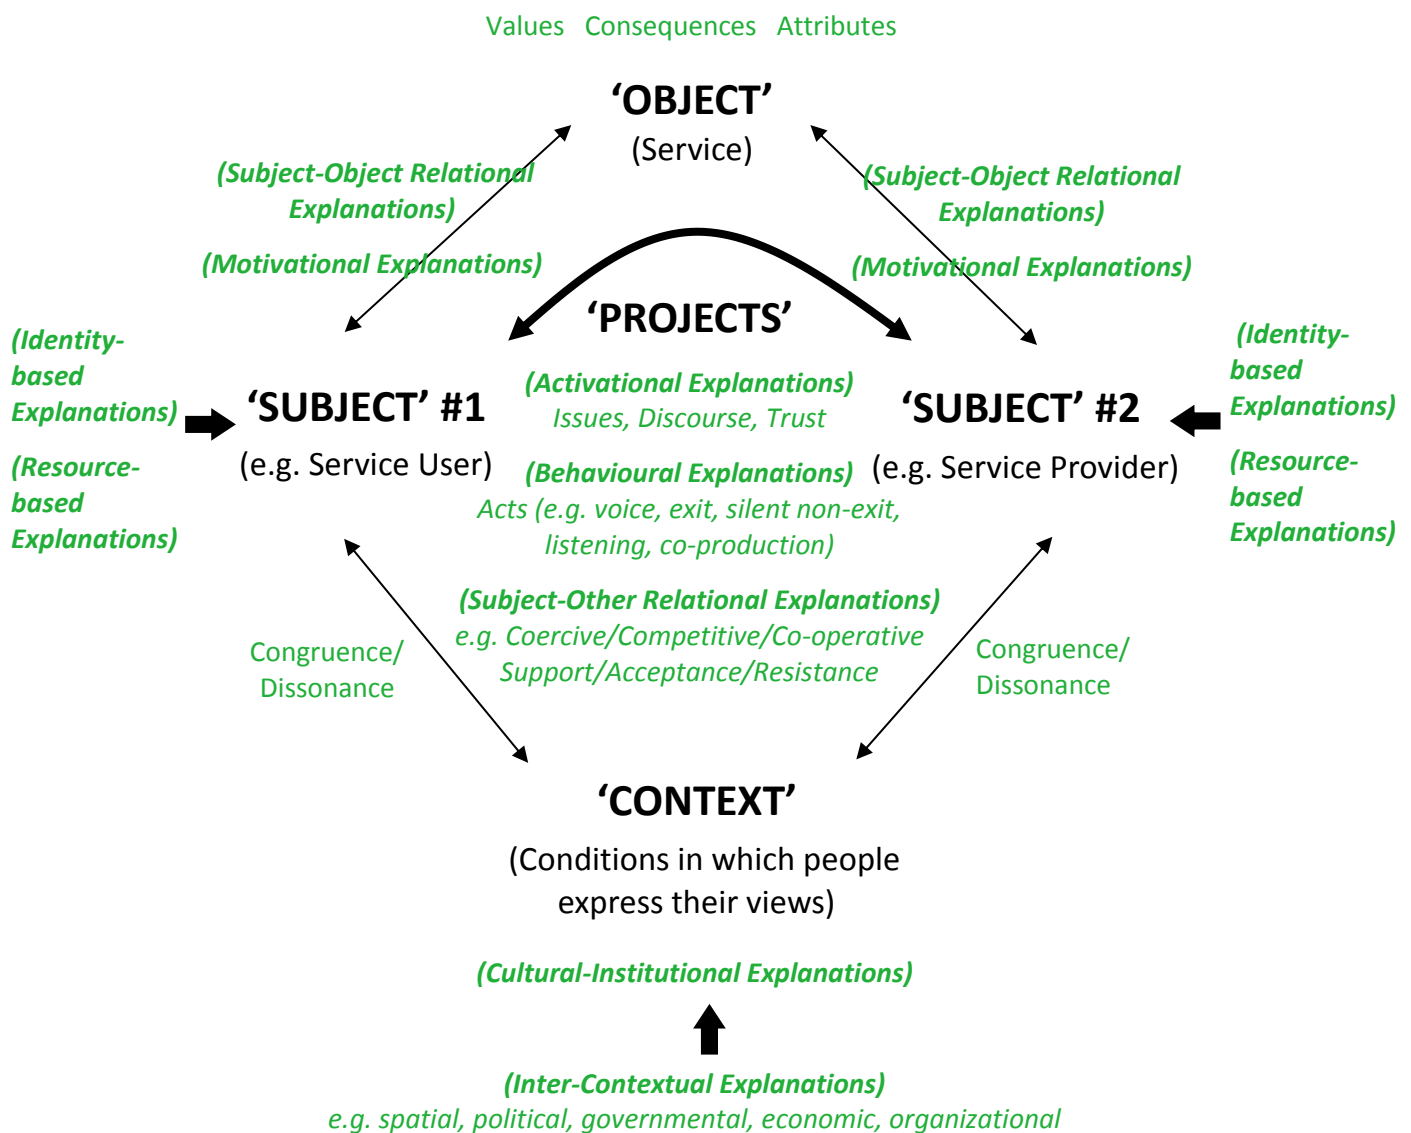 Values Consequences Attributes
‘OBJECT’
(Service)
(Subject-Object Relational
Explanations)
(Motivational Explanations)
(Subject-Object Relational
Explanations)
(Motivational Explanations)
‘PROJECTS’
(Identity-
based
Explanations)
(Resource-
based
Explanations)
‘SUBJECT’ #1
(e.g. Service User)
(Activational Explanations)
Issues, Discourse, Trust
(Behavioural Explanations)
Acts (e.g. voice, exit, silent non-exit,
listening, co-production)
(Subject-Other Relational Explanations)
e.g. Coercive/Competitive/Co-operative
Support/Acceptance/Resistance
‘SUBJECT’ #2
(e.g. Service Provider)
(Identity-
based
Explanations)
(Resource-
based
Explanations)
Congruence/
Dissonance
Congruence/
Dissonance
‘CONTEXT’
(Conditions in which people
express their views)
(Cultural-Institutional Explanations)
(Inter-Contextual Explanations)
e.g. spatial, political, governmental, economic, organizational